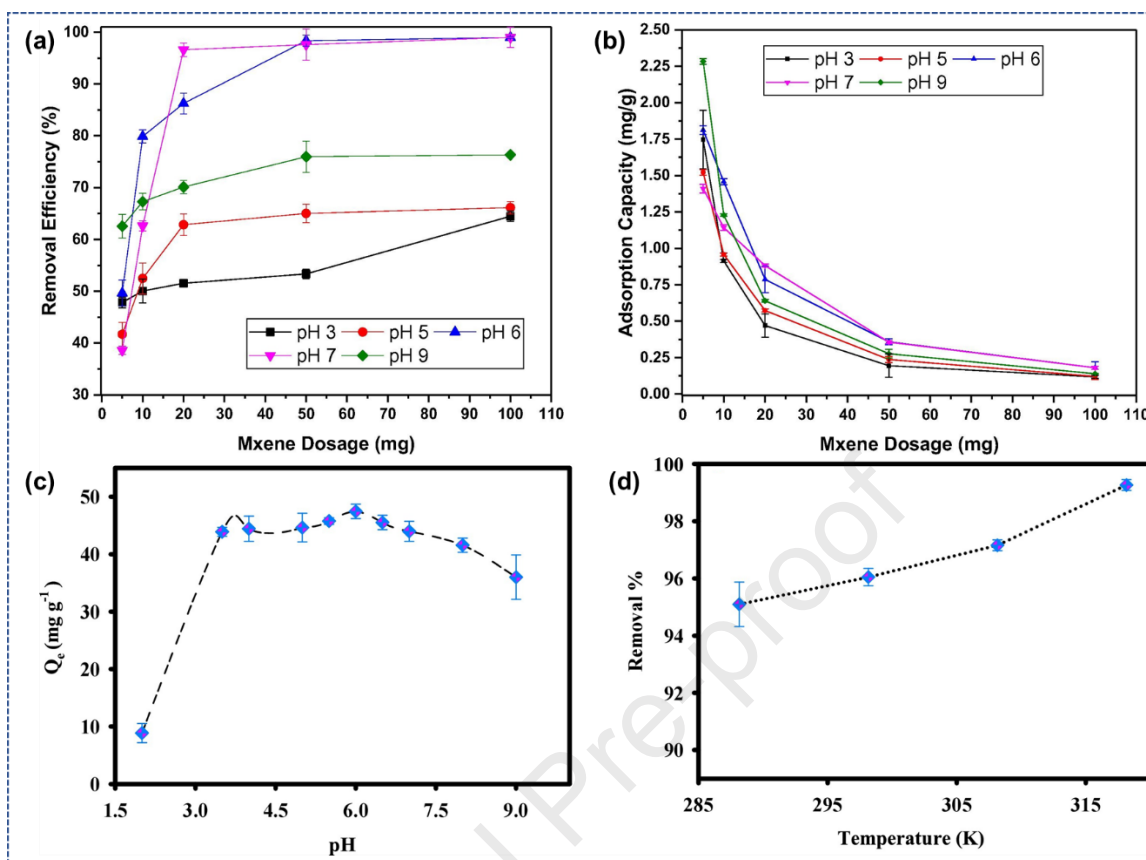 (a)
100
90
80
70
60
50
40
30
Removal Efficiency (%)
pH 3 pH 5 pH 6
pH 7 pH 9
0 10 20 30 40 50 60 70 80 90 100 110
Mxene Dosage (mg)
(b)
2.50
2.25
2.00
1.75
1.50
1.25
1.00
0.75
0.50
0.25
0.00
Adsorption Capacity (mg/g)
pH 3 pH 5 pH 6
pH 7 pH 9
0 10 20 30 40 50 60 70 80 90 100 110
Mxene Dosage (mg)
(c)
50
40
30
20
10
0
Qe (mg g-1)
1.5 3.0 4.5 6.0 7.5 9.0
pH
(d)
100
98
96
94
92
90
Removal %
285 295 305 315
Temperature (K)
l Pre-proof